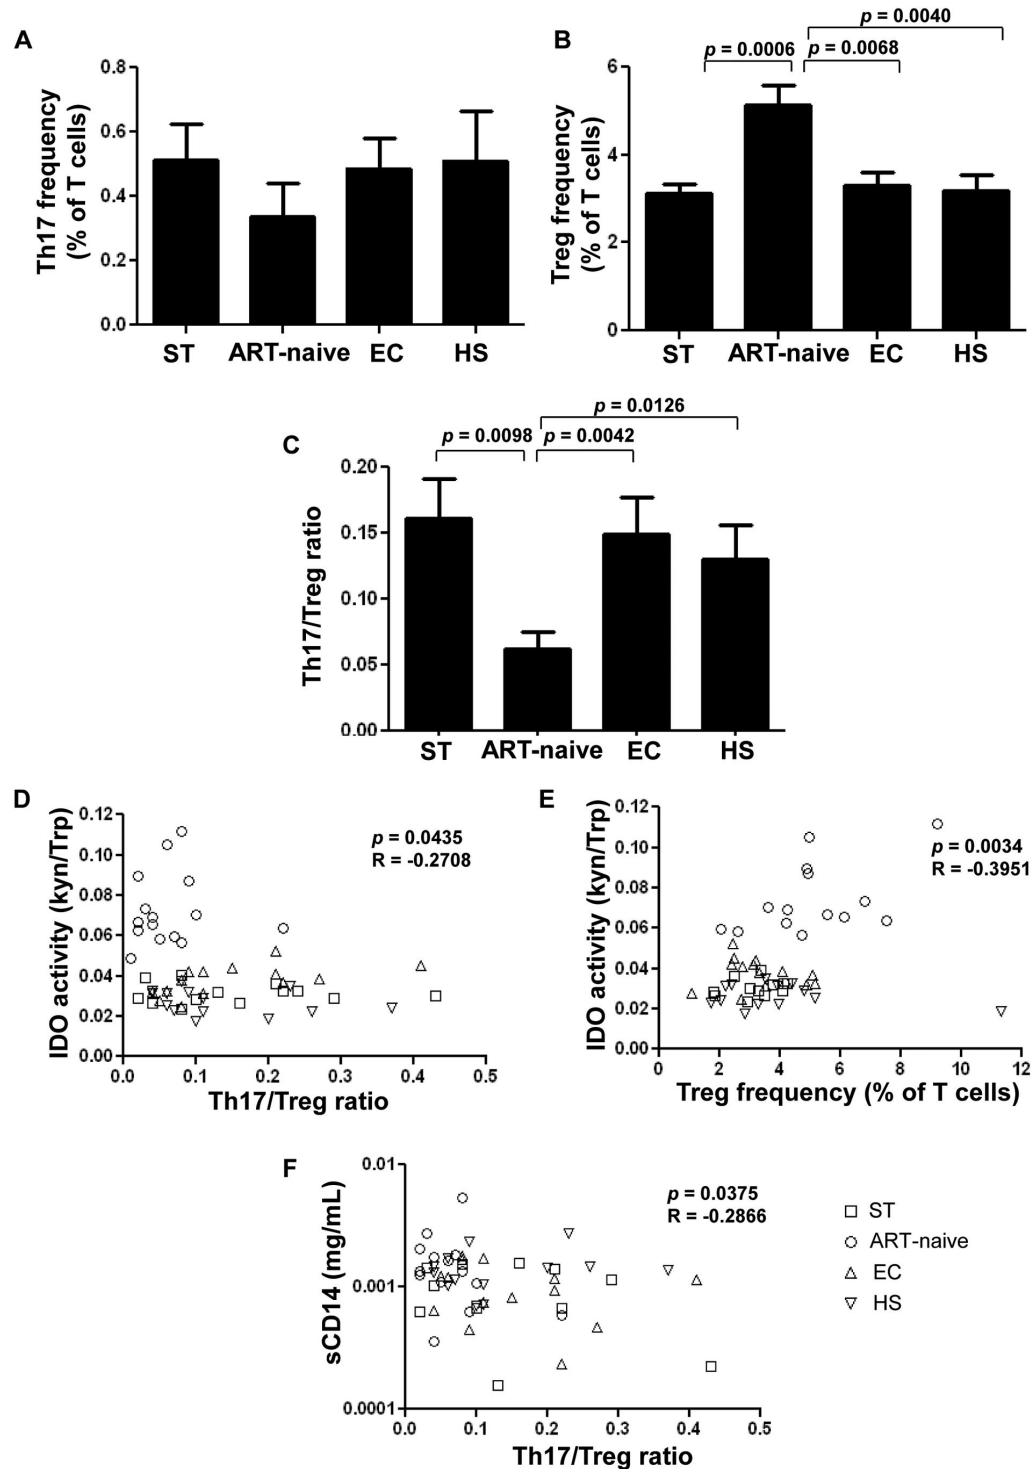 A
Th17 frequency
(% of T cells)
0.8
0.6
0.4
0.2
0.0
ST ART-naive EC HS
B
p = 0.0040
p = 0.0006 p = 0.0068
Treg frequency
(% of T cells)
6
4
2
0
ST ART-naive EC HS
C
p = 0.0126
p = 0.0098 p = 0.0042
Th17/Treg ratio
0.20
0.15
0.10
0.05
0.00
ST ART-naive EC HS
D
IDO activity (kyn/Trp)
0.12
0.10
0.08
0.06
0.04
0.02
0.00
p = 0.0435
R = -0.2708
0.0 0.1 0.2 0.3 0.4 0.5
Th17/Treg ratio
E
IDO activity (kyn/Trp)
0.12
0.10
0.08
0.06
0.04
0.02
0.00
p = 0.0034
R = -0.3951
0 2 4 6 8 10 12
Treg frequency (% of T cells)
F
sCD14 (mg/mL)
0.01
0.001
0.0001
p = 0.0375
R = -0.2866
0.0 0.1 0.2 0.3 0.4 0.5
Th17/Treg ratio
ST
ART-naive
EC
HS